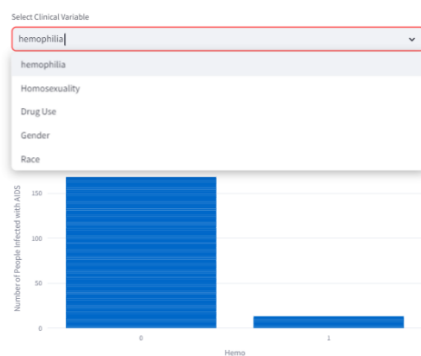 Select Clinical Variable
hemophilia
hemophilia
Homosexuality
Drug Use
Gender
Race
Number of People Infected with AIDS
150
100
50
0
0
1
Hemo